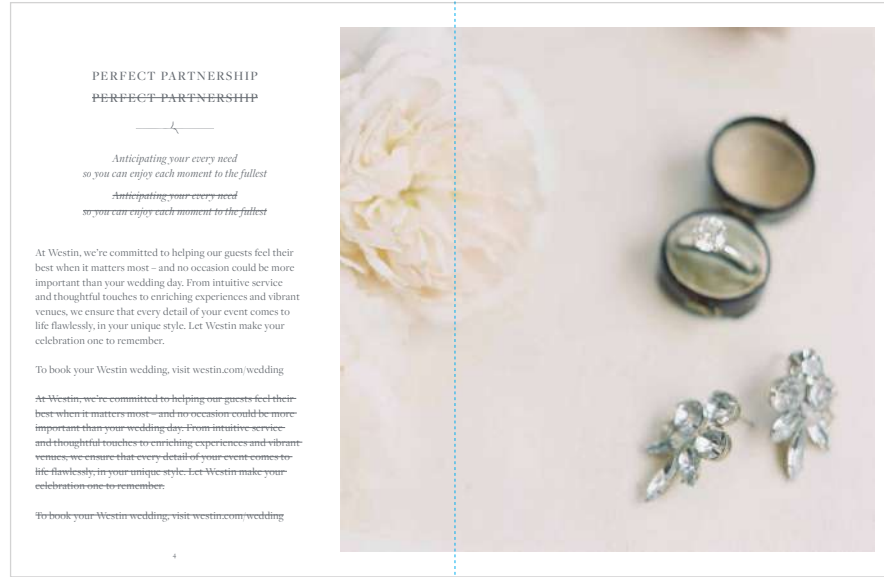 PERFECT PARTNERSHIP
PERFECT PARTNERSHIP
Anticipating your every need
so you can enjoy each moment to the fullest
Anticipating your every need
so you can enjoy each moment to the fullest
At Westin, we're committed to helping our guests feel their
best when it matters most – and no occasion could be more
important than your wedding day. From intuitive service
and thoughtful touches to enriching experiences and vibrant
venues, we ensure that every detail of your event comes to
life flawlessly, in your unique style. Let Westin make your
celebration one to remember.
To book your Westin wedding, visit westin.com/wedding
At Westin, we're committed to helping our guests feel their
best when it matters most – and no occasion could be more
important than your wedding day. From intuitive service
and thoughtful touches to enriching experiences and vibrant
venues, we ensure that every detail of your event comes to
life flawlessly, in your unique style. Let Westin make your
celebration one to remember.
To book your Westin wedding, visit westin.com/wedding
4